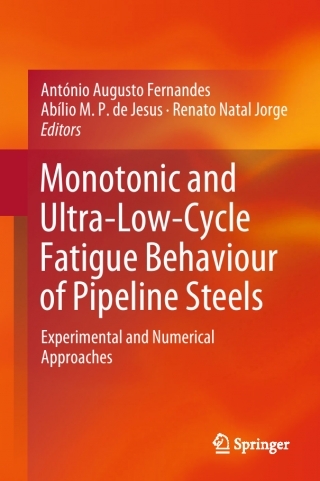 António Augusto Fernandes
Abílio M. P. de Jesus · Renato Natal Jorge
Editors
Monotonic and
Ultra-Low-Cycle
Fatigue Behaviour
of Pipeline Steels
Experimental and Numerical
Approaches
Springer